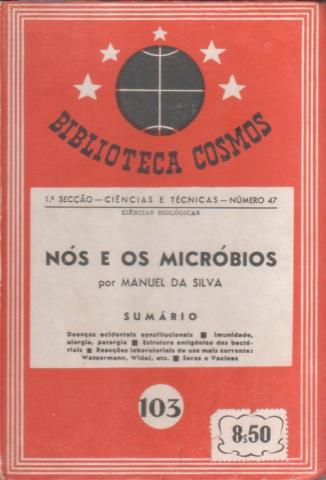 BIBLIOTECA COSMOS
1.ª SECÇÃO — CIÊNCIAS E TÉCNICAS — NÚMERO 47
CIÊNCIAS BIOLÓGICAS
NÓS E OS MICRÓBIOS
por MANUEL DA SILVA
SUMÁRIO
Doenças acidentais constitucionais ■ Imunidade,
alergia, patergia ■ Estrutura antigénica das bacté-
riais ■ Reacções laboratoriais de uso mais corrente:
Wassermann, Widal, etc. ■ Soros e Vacinas
103
8$50